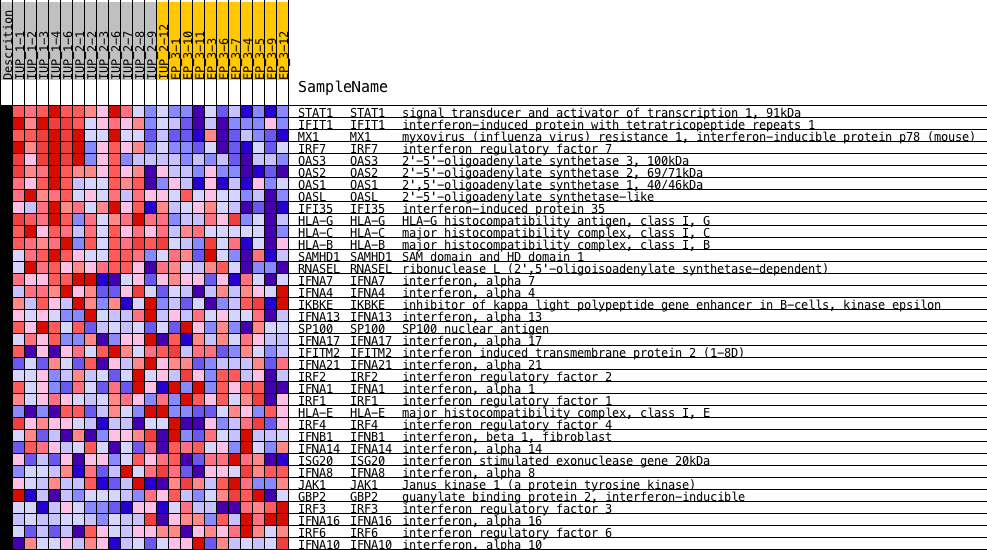 Descrition
IUP_1-1
IUP_1-2
IUP_1-3
IUP_1-4
IUP_1-6
IUP_2-1
IUP_2-2
IUP_2-3
IUP_2-6
IUP_2-7
IUP_2-8
IUP_2-9
IUP_2-12
EP_3-1
EP_3-10
EP_3-11
EP_3-3
EP_3-6
EP_3-7
EP_3-4
EP_3-5
EP_3-9
EP_3-12
SampleName
STAT1 STAT1 signal transducer and activator of transcription 1, 91kDa
IFIT1 IFIT1 interferon-induced protein with tetratricopeptide repeats 1
MX1 MX1 myxovirus (influenza virus) resistance 1, interferon-inducible protein p78 (mouse)
IRF7 IRF7 interferon regulatory factor 7
OAS3 OAS3 2'-5'-oligoadenylate synthetase 3, 100kDa
OAS2 OAS2 2'-5'-oligoadenylate synthetase 2, 69/71kDa
OAS1 OAS1 2',5'-oligoadenylate synthetase 1, 40/46kDa
OASL OASL 2'-5'-oligoadenylate synthetase-like
IFI35 IFI35 interferon-induced protein 35
HLA-G HLA-G HLA-G histocompatibility antigen, class I, G
HLA-C HLA-C major histocompatibility complex, class I, C
HLA-B HLA-B major histocompatibility complex, class I, B
SAMHD1 SAMHD1 SAM domain and HD domain 1
RNASEL RNASEL ribonuclease L (2',5'-oligoisoadenylate synthetase-dependent)
IFNA7 IFNA7 interferon, alpha 7
IFNA4 IFNA4 interferon, alpha 4
IKBKE IKBKE inhibitor of kappa light polypeptide gene enhancer in B-cells, kinase epsilon
IFNA13 IFNA13 interferon, alpha 13
SP100 SP100 SP100 nuclear antigen
IFNA17 IFNA17 interferon, alpha 17
IFITM2 IFITM2 interferon induced transmembrane protein 2 (1-8D)
IFNA21 IFNA21 interferon, alpha 21
IRF2 IRF2 interferon regulatory factor 2
IFNA1 IFNA1 interferon, alpha 1
IRF1 IRF1 interferon regulatory factor 1
HLA-E HLA-E major histocompatibility complex, class I, E
IRF4 IRF4 interferon regulatory factor 4
IFNB1 IFNB1 interferon, beta 1, fibroblast
IFNA14 IFNA14 interferon, alpha 14
ISG20 ISG20 interferon stimulated exonuclease gene 20kDa
IFNA8 IFNA8 interferon, alpha 8
JAK1 JAK1 Janus kinase 1 (a protein tyrosine kinase)
GBP2 GBP2 guanylate binding protein 2, interferon-inducible
IRF3 IRF3 interferon regulatory factor 3
IFNA16 IFNA16 interferon, alpha 16
IRF6 IRF6 interferon regulatory factor 6
IFNA10 IFNA10 interferon, alpha 10